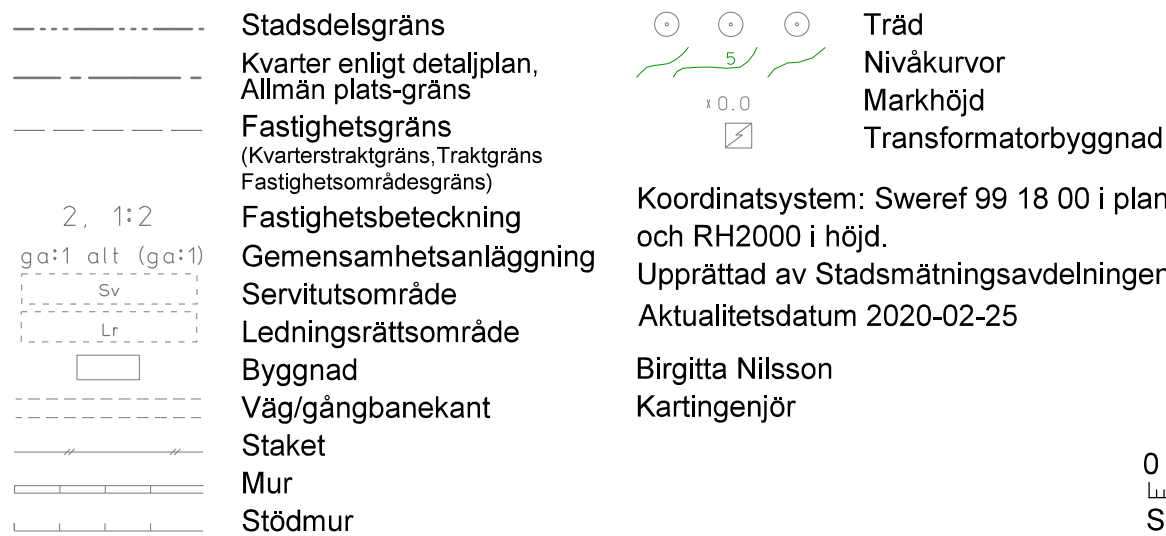 Stadsdelsgräns
Kvarter enligt detaljplan,
Allmän plats-gräns
Fastighetsgräns
(Kvarterstraktgräns,Traktgräns
Fastighetsområdesgräns)
2, 1:2 Fastighetsbeteckning
ga:1 alt (ga:1) Gemensamhetsanläggning
Sv Servitutsområde
Lr Ledningsrättsområde
Byggnad
Väg/gångbanekant
Staket
Mur
Stödmur
Träd
5 Nivåkurvor
x0.0 Markhöjd
Transformatorbyggnad
Koordinatsystem: Sweref 99 18 00 i plan
och RH2000 i höjd.
Upprättad av Stadsmätningsavdelningen
Aktualitetsdatum 2020-02-25
Birgitta Nilsson
Kartingenjör
0
S